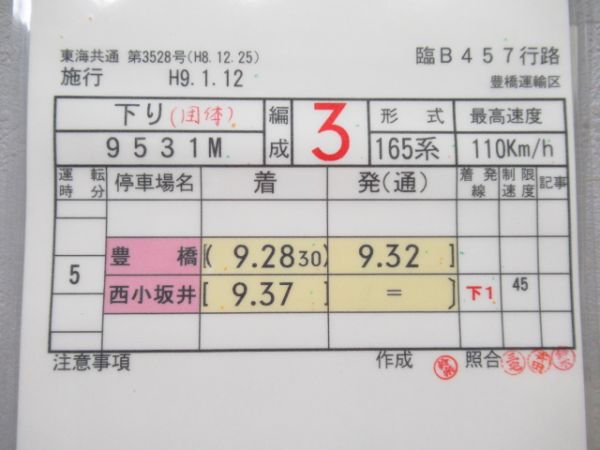 東海共通 第3528号(H8.12.25)
臨B457行路
施行 H9.1.12
豊橋運輸区
下り(団体) 編成 3 形式 最高速度
9531M 165系 110Km/h
運転時分 停車場名 着 発(通) 着発線 制限速度 記事
豊橋 [( 9.2830) 9.32 ]
5
西小坂井 [ 9.37 ] = ] 下1 45
注意事項 作成 照合